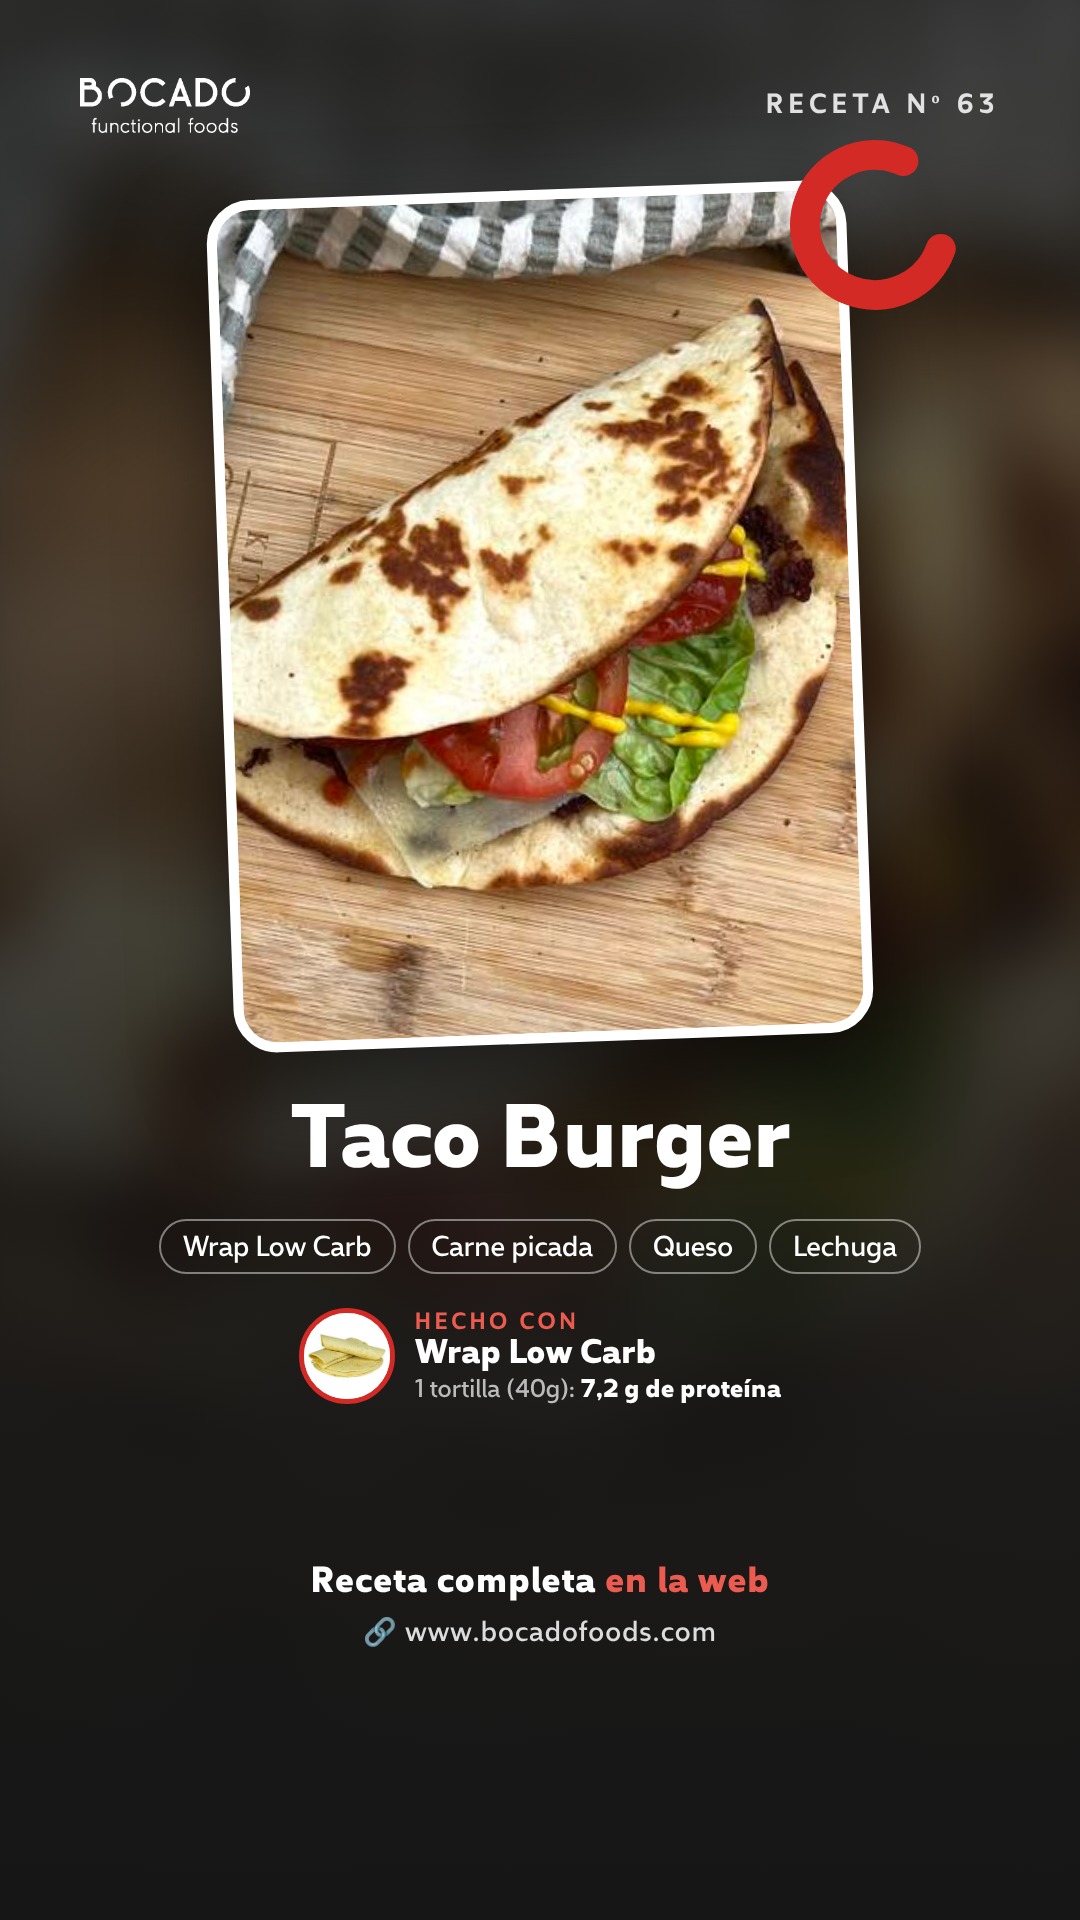 BOCADO
functional foods
RECETA Nº 63
KIT
Taco Burger
Wrap Low Carb
Carne picada
Queso
Lechuga
HECHO CON
Wrap Low Carb
1 tortilla (40g): 7,2 g de proteína
Receta completa en la web
www.bocadofoods.com